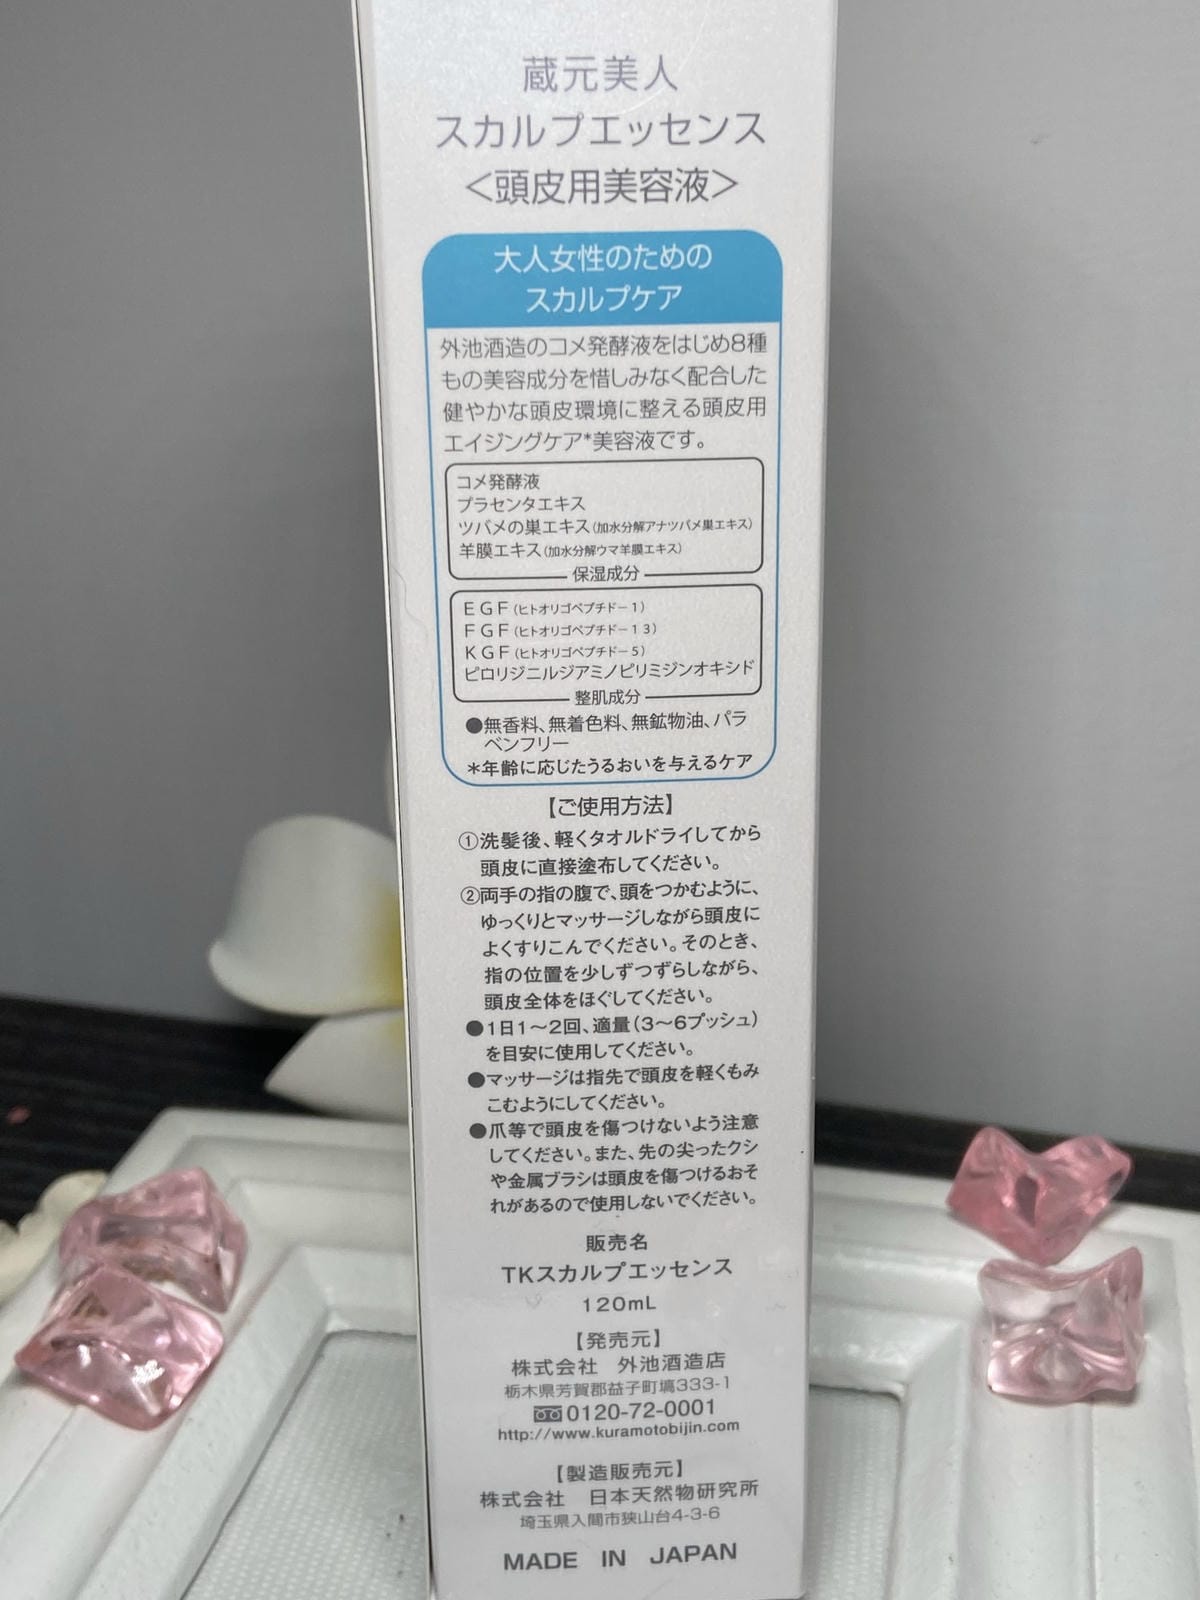 蔵元美人
スカルプエッセンス
＜頭皮用美容液＞
大人女性のための
スカルプケア
外池酒造のコメ発酵液をはじめ8種
もの美容成分を惜しみなく配合した
健やかな頭皮環境に整える頭皮用
エイジングケア*美容液です。
コメ発酵液
プラセンタエキス
ツバメの巣エキス(加水分解アナツバメ巣エキス)
羊膜エキス(加水分解ウマ羊膜エキス)
保湿成分
EGF(ヒトオリゴペプチド−1)
FGF(ヒトオリゴペプチド−13)
KGF(ヒトオリゴペプチド−5)
ピロリジニルジアミノピリミジンオキシド
整肌成分
●無香料、無着色料、無鉱物油、パラ
ベンフリー
＊年齢に応じたうるおいを与えるケア
【ご使用方法】
①洗髪後、軽くタオルドライしてから
頭皮に直接塗布してください。
②両手の指の腹で、頭をつかむように、
ゆっくりとマッサージしながら頭皮に
よくすりこんでください。そのとき、
指の位置を少しずつずらしながら、
頭皮全体をほぐしてください。
●1日1〜2回、適量(3〜6プッシュ)
を目安に使用してください。
●マッサージは指先で頭皮を軽くもみ
こむようにしてください。
●爪等で頭皮を傷つけないよう注意
してください。また、先の尖ったクシ
や金属ブラシは頭皮を傷つけるおそ
れがあるので使用しないでください。
販売名
TKスカルプエッセンス
120mL
【発売元】
株式会社　外池酒造店
栃木県芳賀郡益子町塙333-1
0120-72-0001
http://www.kuramotobijin.com
【製造販売元】
株式会社　日本天然物研究所
埼玉県入間市狭山台4-3-6
MADE IN JAPAN